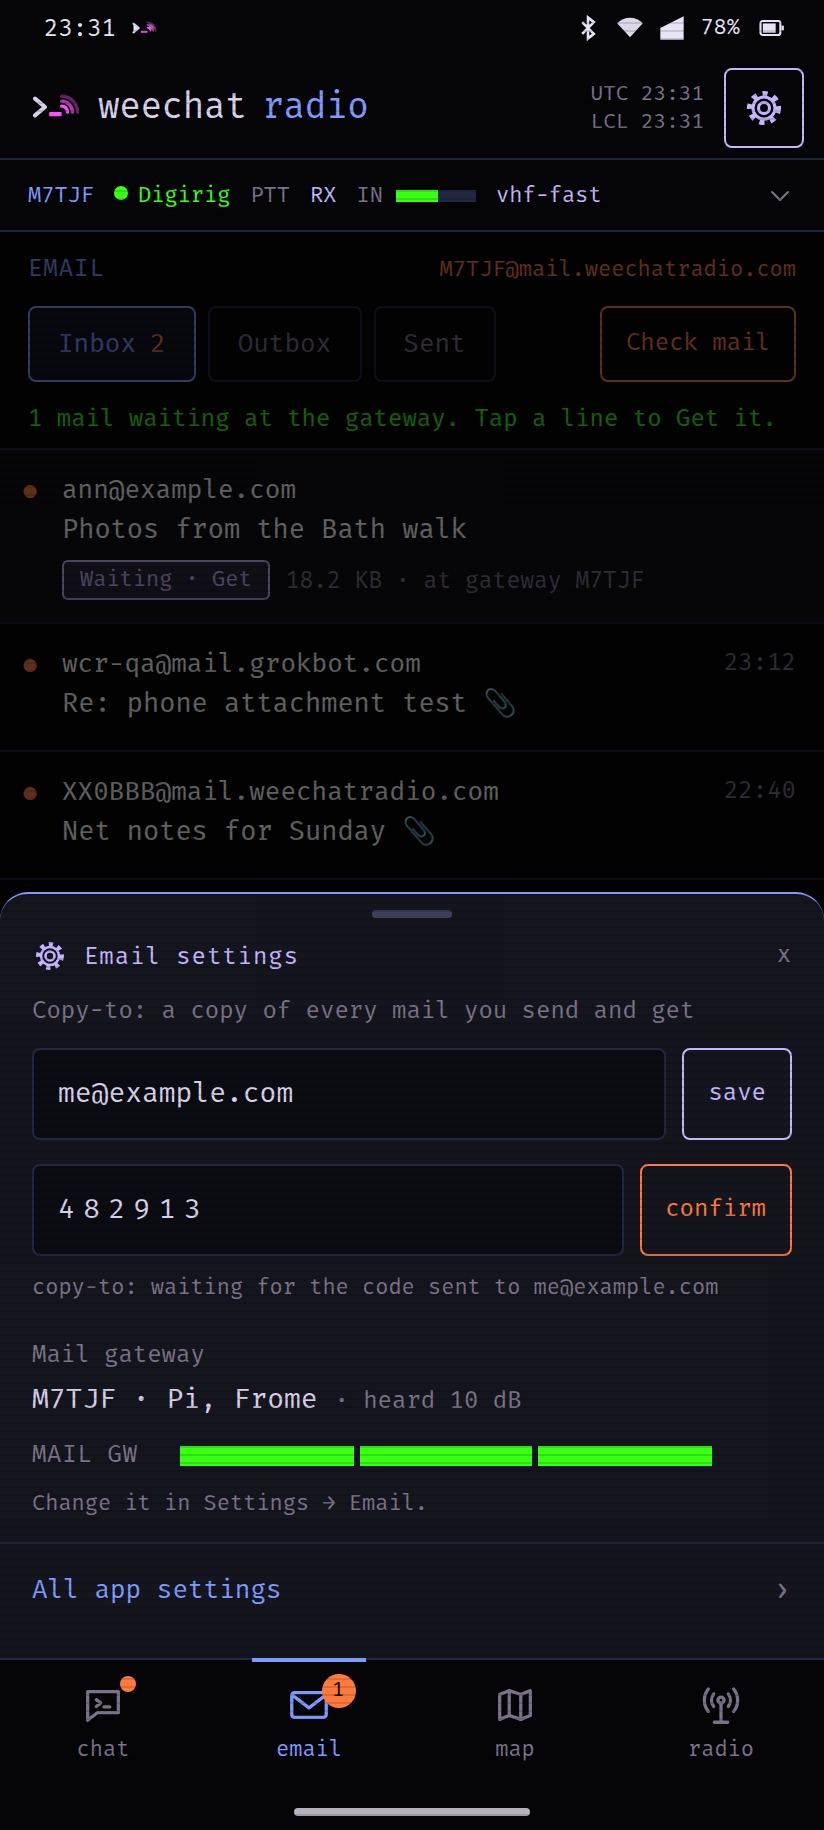 23:31 78%
weechat radio UTC 23:31
LCL 23:31
M7TJF Digirig PTT RX IN vhf-fast
EMAIL M7TJF@mail.weechatradio.com
Inbox 2 Outbox Sent Check mail
1 mail waiting at the gateway. Tap a line to Get it.
ann@example.com
Photos from the Bath walk
Waiting · Get 18.2 KB · at gateway M7TJF
wcr-qa@mail.grokbot.com 23:12
Re: phone attachment test
XX0BBB@mail.weechatradio.com 22:40
Net notes for Sunday
Email settings x
Copy-to: a copy of every mail you send and get
me@example.com save
482913 confirm
copy-to: waiting for the code sent to me@example.com
Mail gateway
M7TJF · Pi, Frome · heard 10 dB
MAIL GW
Change it in Settings → Email.
All app settings ›
1
chat email map radio